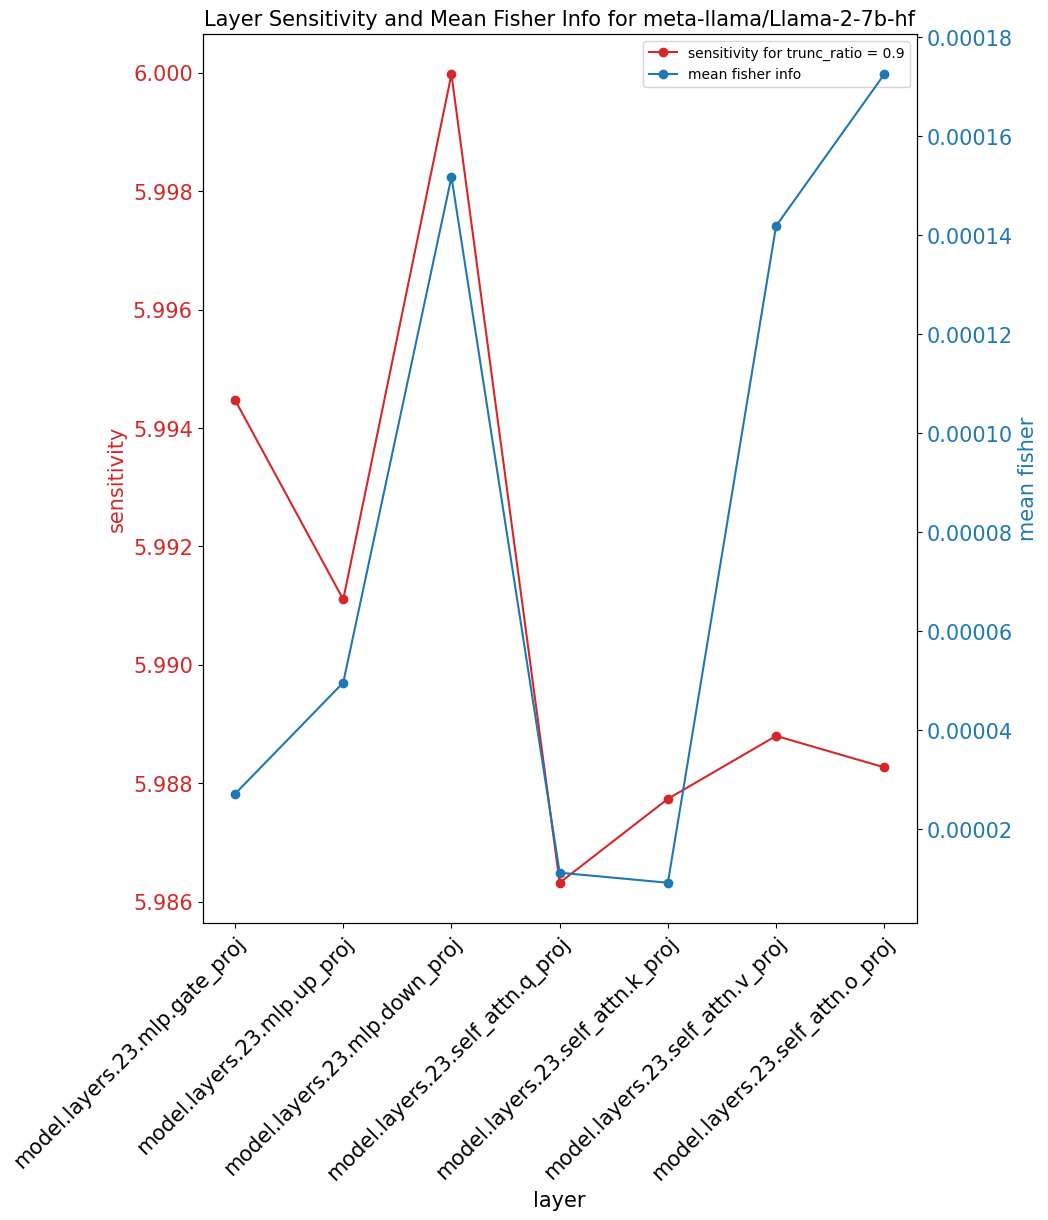 Layer Sensitivity and Mean Fisher Info for meta-llama/Llama-2-7b-hf
sensitivity for trunc_ratio = 0.9
mean fisher info
6.000
5.998
5.996
5.994
5.992
5.990
5.988
5.986
sensitivity
0.00018
0.00016
0.00014
0.00012
0.00010
0.00008
0.00006
0.00004
0.00002
mean fisher
model.layers.23.mlp.gate_proj
model.layers.23.mlp.up_proj
model.layers.23.mlp.down_proj
model.layers.23.self_attn.q_proj
model.layers.23.self_attn.k_proj
model.layers.23.self_attn.v_proj
model.layers.23.self_attn.o_proj
layer